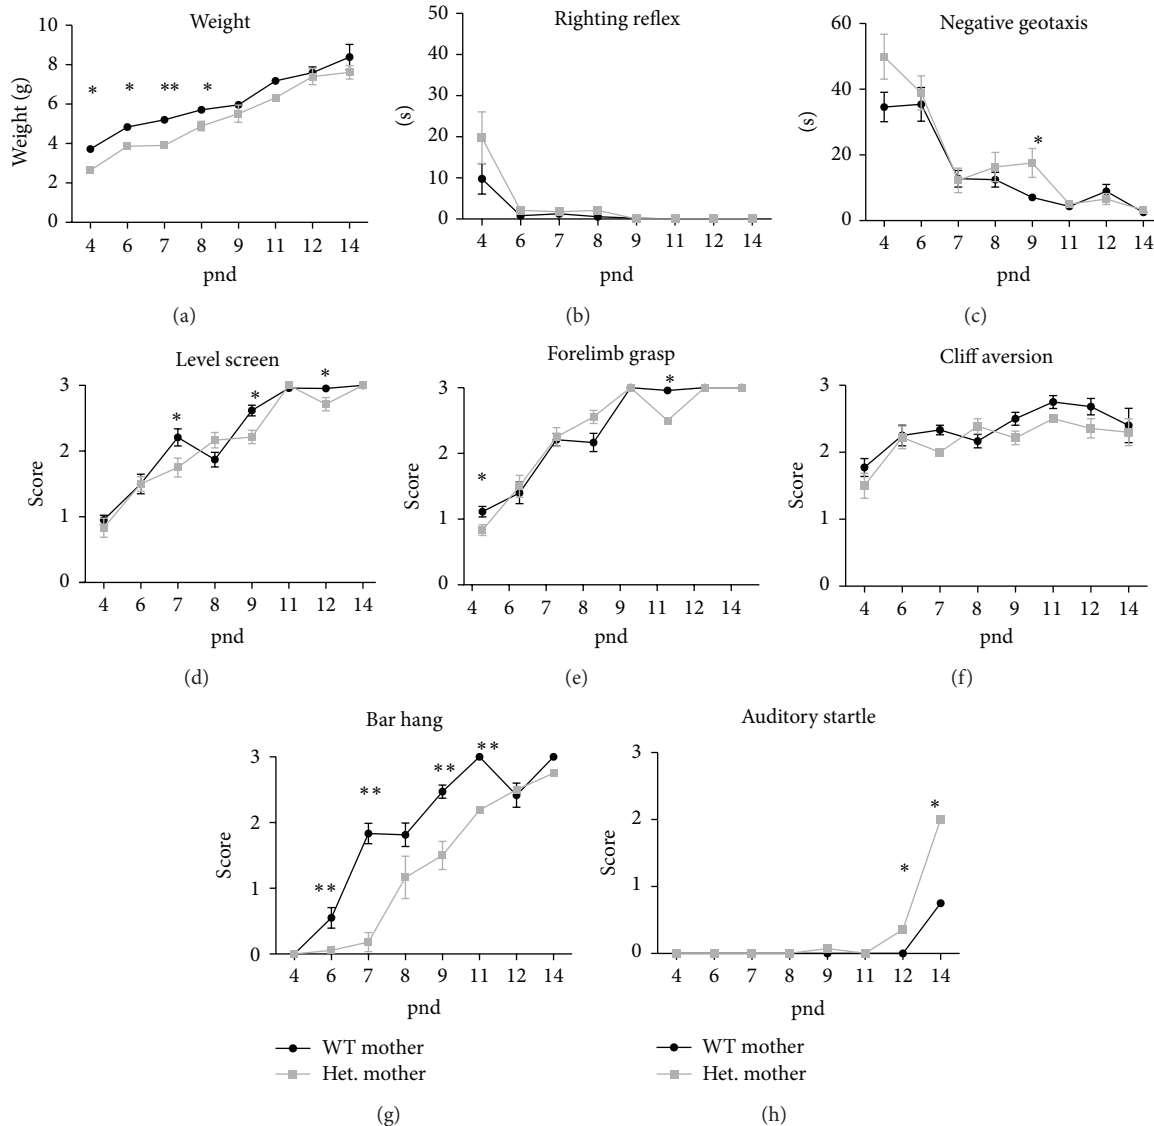 Weight
Weight (g)
10
8
6
4
2
0
* * ** *
4 6 7 8 9 11 12 14
pnd
(a)
Righting reflex
(s)
50
40
30
20
10
0
4 6 7 8 9 11 12 14
pnd
(b)
Negative geotaxis
(s)
60
40
20
0
*
4 6 7 8 9 11 12 14
pnd
(c)
Level screen
Score
3
2
1
0
* * *
4 6 7 8 9 11 12 14
pnd
(d)
Forelimb grasp
Score
3
2
1
0
* *
4 6 7 8 9 11 12 14
pnd
(e)
Cliff aversion
Score
3
2
1
0
4 6 7 8 9 11 12 14
pnd
(f)
Bar hang
Score
3
2
1
0
** ** ** **
4 6 7 8 9 11 12 14
pnd
WT mother
Het. mother
(g)
Auditory startle
Score
3
2
1
0
* *
4 6 7 8 9 11 12 14
pnd
WT mother
Het. mother
(h)